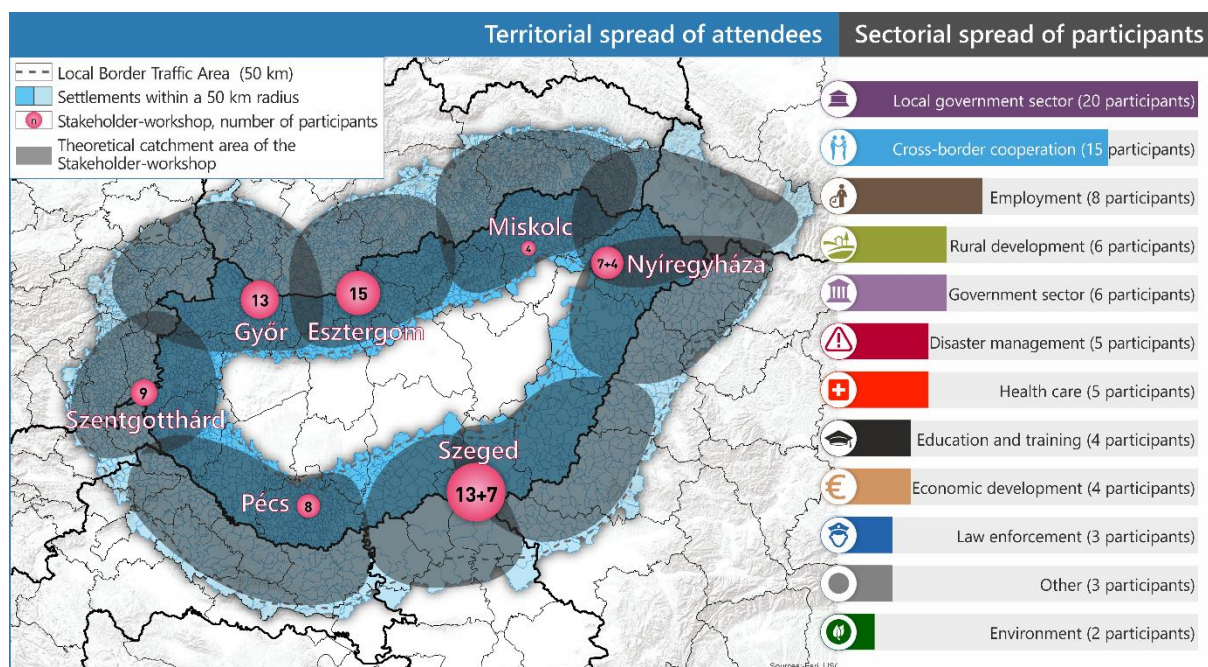 Territorial spread of attendees
Sectorial spread of participants
Local Border Traffic Area (50 km)
Settlements within a 50 km radius
n
Stakeholder-workshop, number of participants
Theoretical catchment area of the
Stakeholder-workshop
Miskolc
4
7+4
Nyíregyháza
13
Győr
15
Esztergom
9
Szentgotthárd
Szeged
13+7
Pécs
8
Local government sector (20 participants)
Cross-border cooperation (15 participants)
Employment (8 participants)
Rural development (6 participants)
Government sector (6 participants)
Disaster management (5 participants)
Health care (5 participants)
Education and training (4 participants)
€
Economic development (4 participants)
Law enforcement (3 participants)
Other (3 participants)
Environment (2 participants)
Sources: Esri, USG